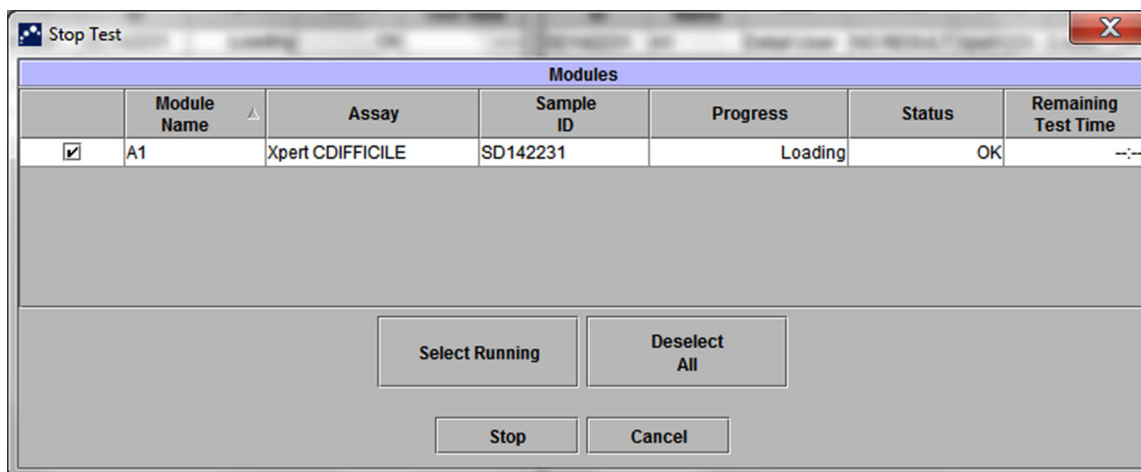 Stop Test
Modules
Module Name Assay Sample ID Progress Status Remaining Test Time
A1 Xpert CDIFFICILE SD142231 Loading OK --:--
Select Running
Deselect All
Stop Cancel